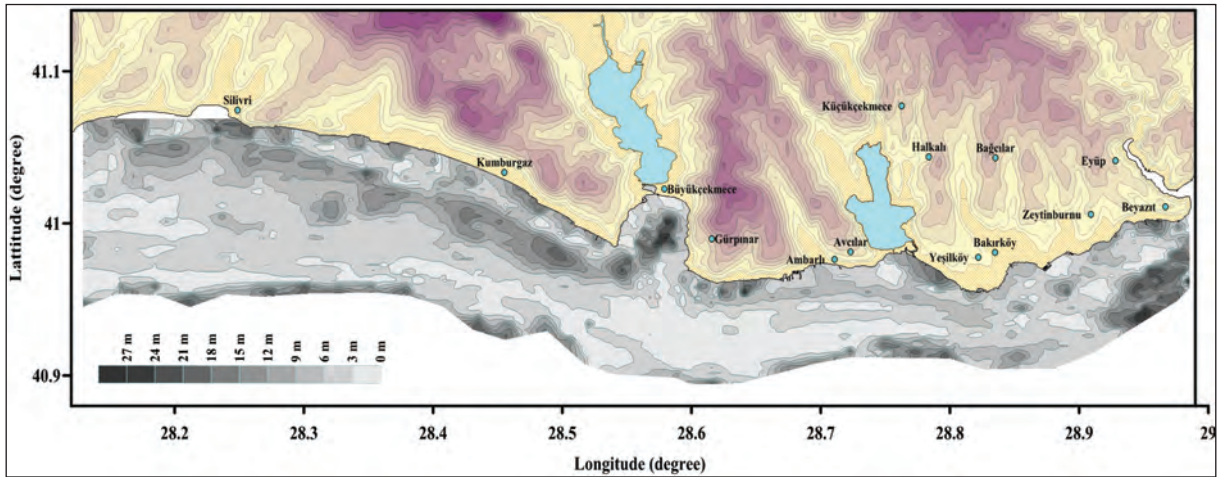 41.1
41
40.9
Lattitude (degree)
Silivri
Kumburgaz
Büyükçekmece
Gürpınar
Ambarlı
Avcılar
Küçükçekmece
Halkalı
Bağcılar
Eyüp
Zeytinburnu
Beyazıt
Bakırköy
Yeşilköy
27 m
24 m
21 m
18 m
15 m
12 m
9 m
6 m
3 m
0 m
28.2 28.3 28.4 28.5 28.6 28.7 28.8 28.9 29
Longitude (degree)